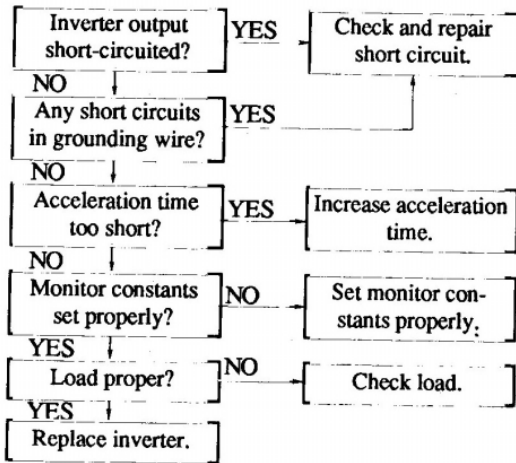 Inverter output
short-circuited?
YES
Check and repair
short circuit.
NO
Any short circuits
in grounding wire?
YES
NO
Acceleration time
too short?
YES
Increase acceleration
time.
NO
Monitor constants
set properly?
NO
Set monitor con-
stants properly.
YES
Load proper?
NO
Check load.
YES
Replace inverter.